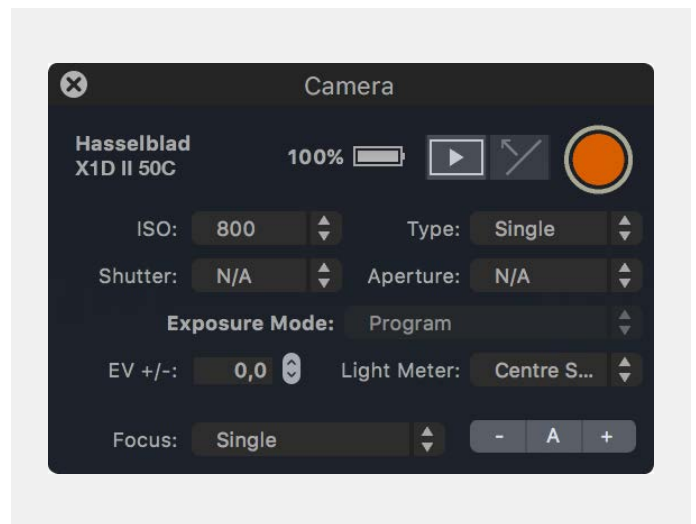 Camera
Hasselblad
X1D II 50C
100%
ISO: 800 Type: Single
Shutter: N/A Aperture: N/A
Exposure Mode: Program
EV +/-: 0,0 Light Meter: Centre S...
Focus: Single - A +